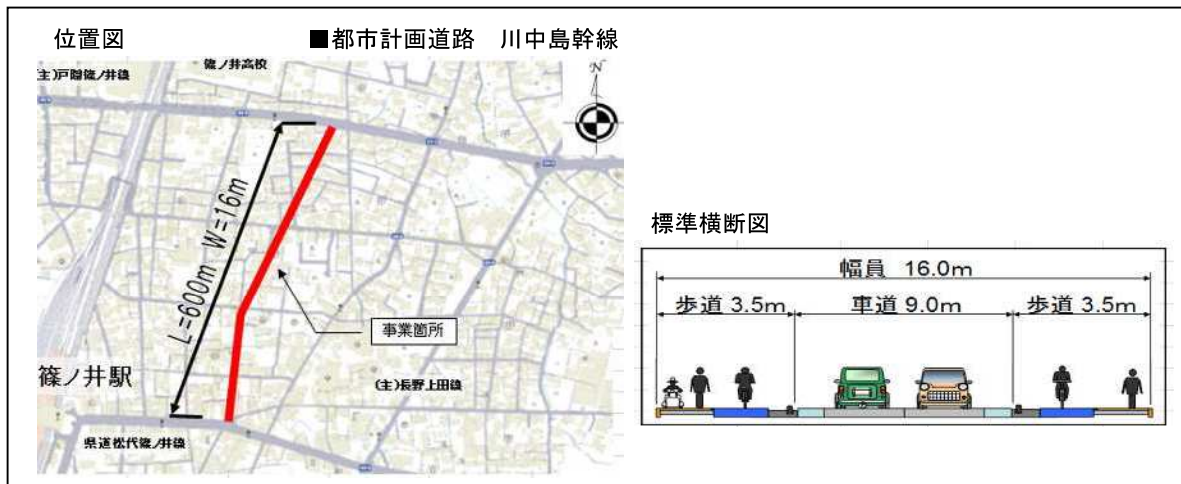 位置図
■都市計画道路 川中島幹線
篠ノ井高校
(主)戸隠篠ノ井線
N
L=600m W=16m
事業箇所
篠ノ井駅
(主)長野上田線
県道松代篠ノ井線
標準横断図
幅員 16.0m
歩道 3.5m 車道 9.0m 歩道 3.5m